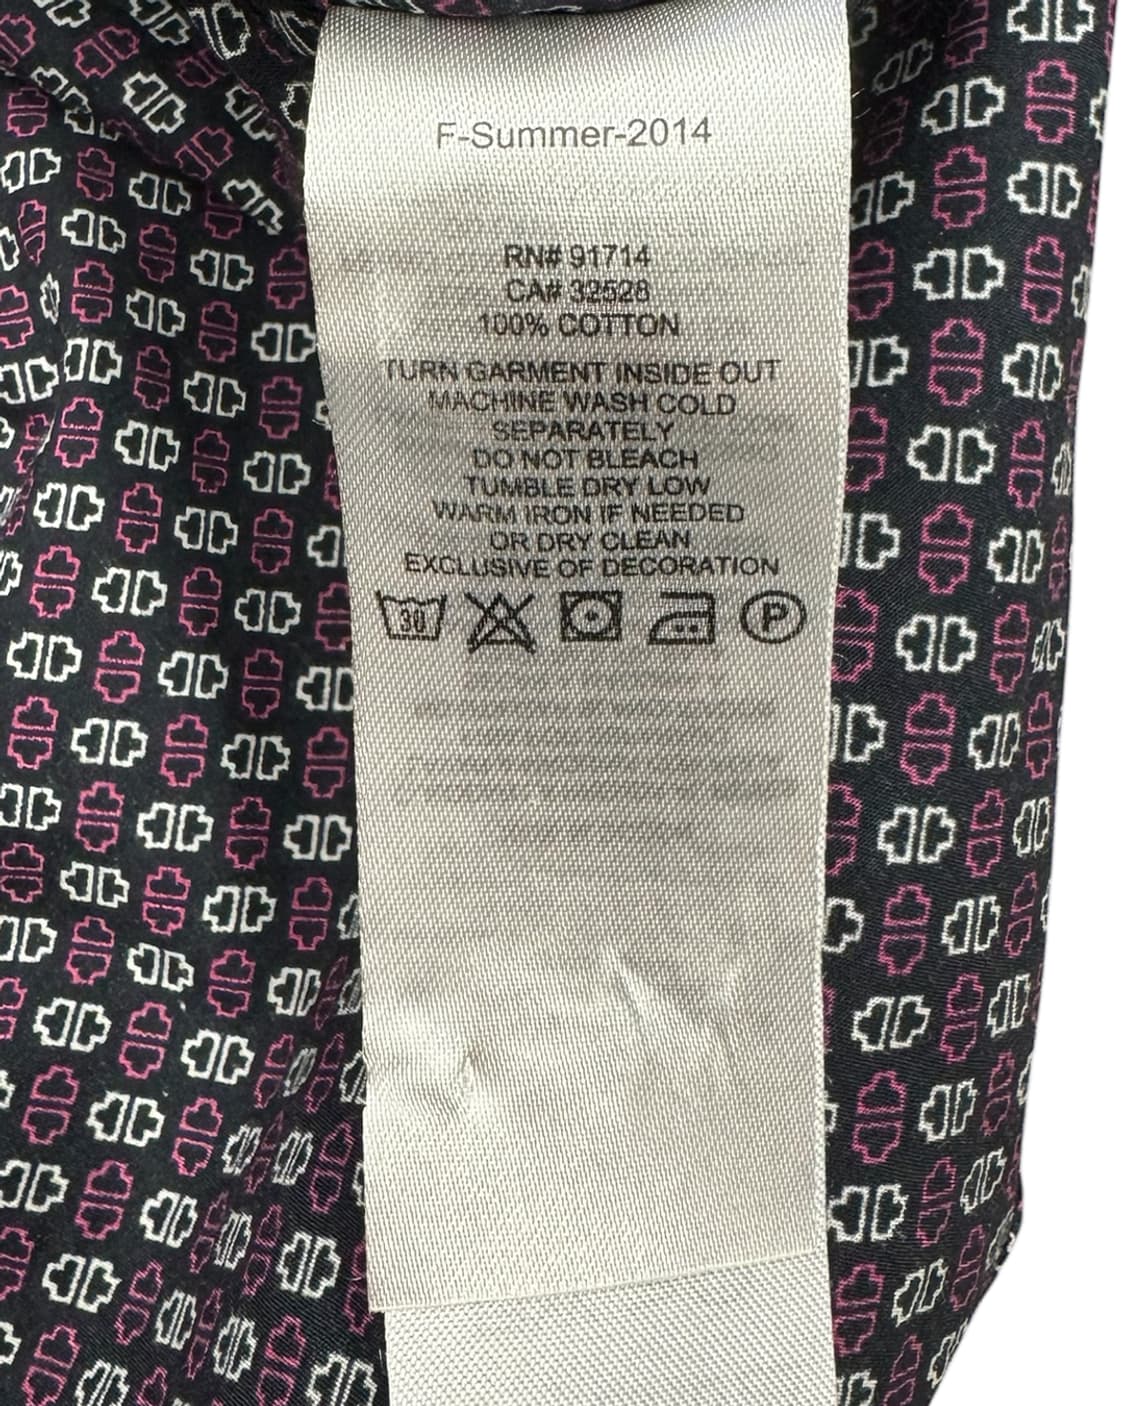 F-Summer-2014
RN# 91714
CA# 32528
100% COTTON
TURN GARMENT INSIDE OUT
MACHINE WASH COLD
SEPARATELY
DO NOT BLEACH
TUMBLE DRY LOW
WARM IRON IF NEEDED
OR DRY CLEAN
EXCLUSIVE OF DECORATION
30 P